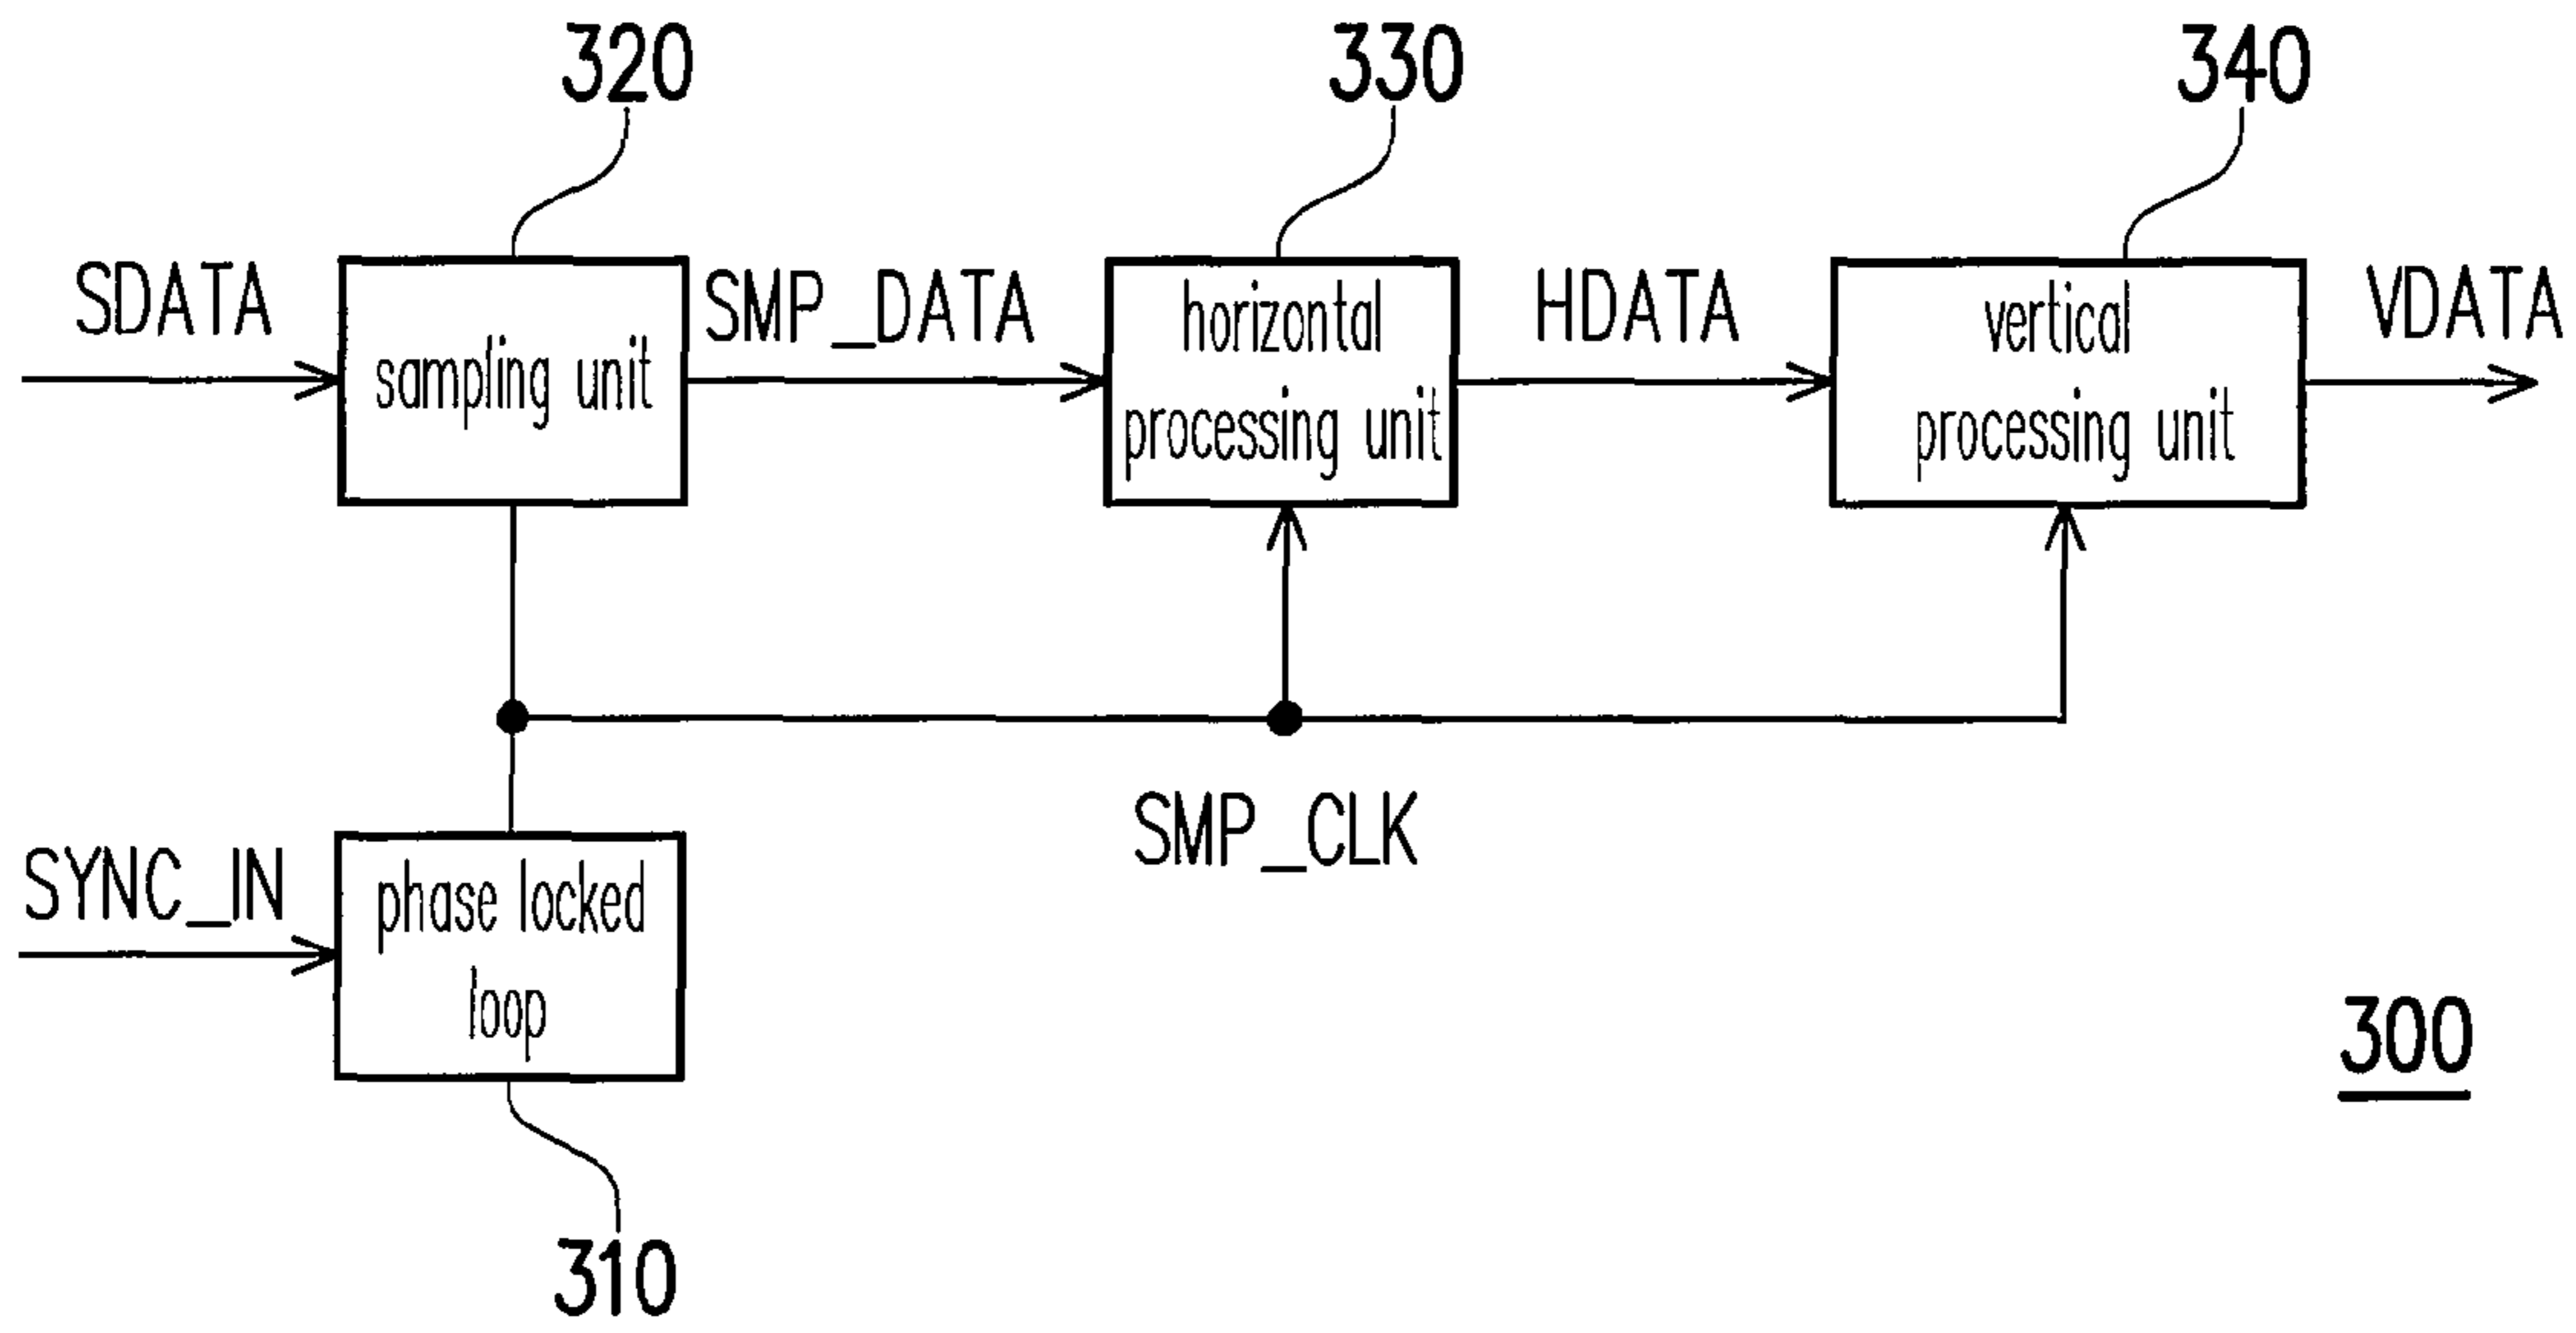 320
330
340
SDATA
sampling unit
SMP_DATA
horizontal
processing unit
HDATA
vertical
processing unit
VDATA
SMP_CLK
SYNC_IN
phase locked
loop
300
310